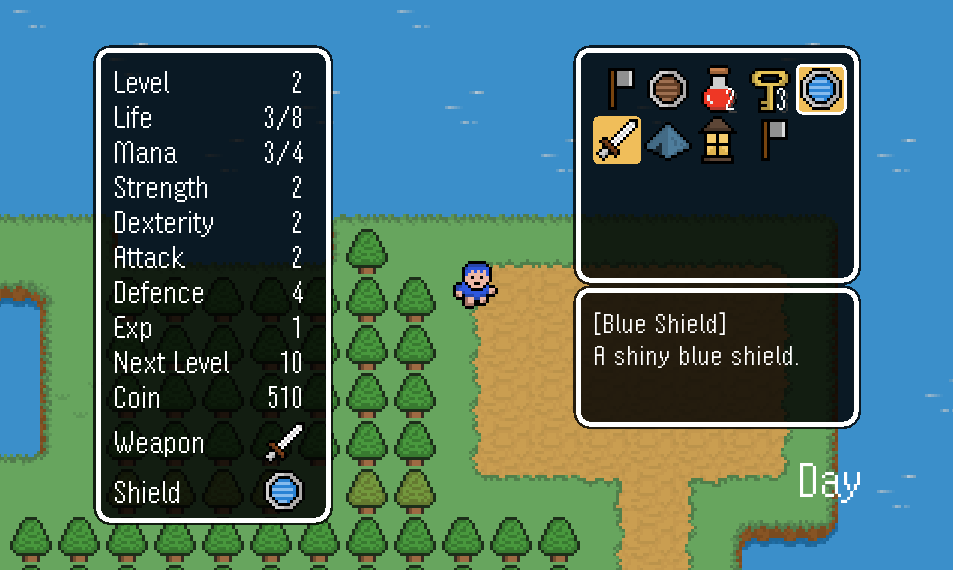 Level 2
Life 3/8
Mana 3/4
Strength 2
Dexterity 2
Attack 2
Defence 4
Exp 1
Next Level 10
Coin 510
Weapon
Shield
2 3
[Blue Shield]
A shiny blue shield.
Day